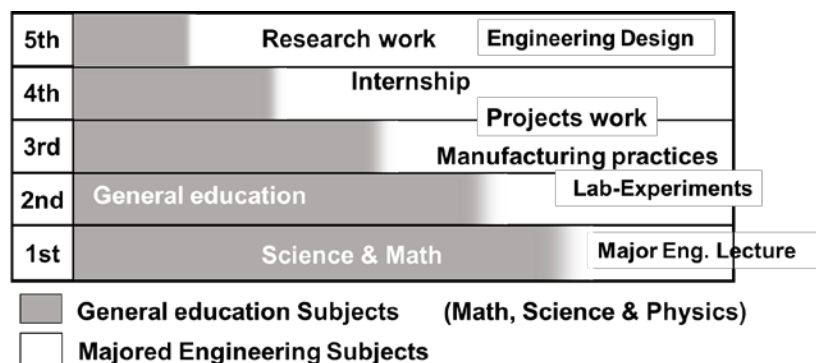 5th Research work Engineering Design
4th Internship
Projects work
3rd Manufacturing practices
2nd General education Lab-Experiments
1st Science & Math Major Eng. Lecture
General education Subjects (Math, Science & Physics)
Majored Engineering Subjects